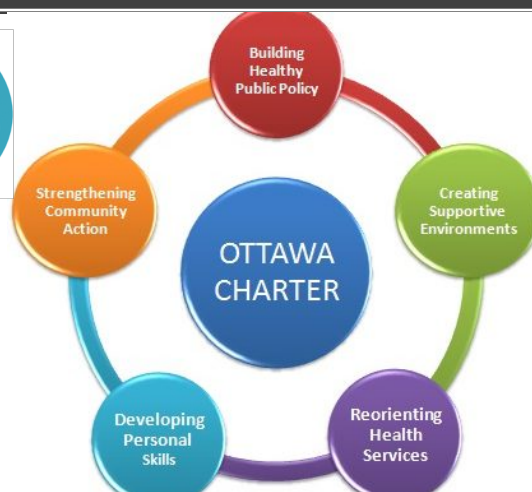 Building
Healthy
Public Policy
Strengthening
Community
Action
Creating
Supportive
Environments
OTTAWA
CHARTER
Developing
Personal
Skills
Reorienting
Health
Services